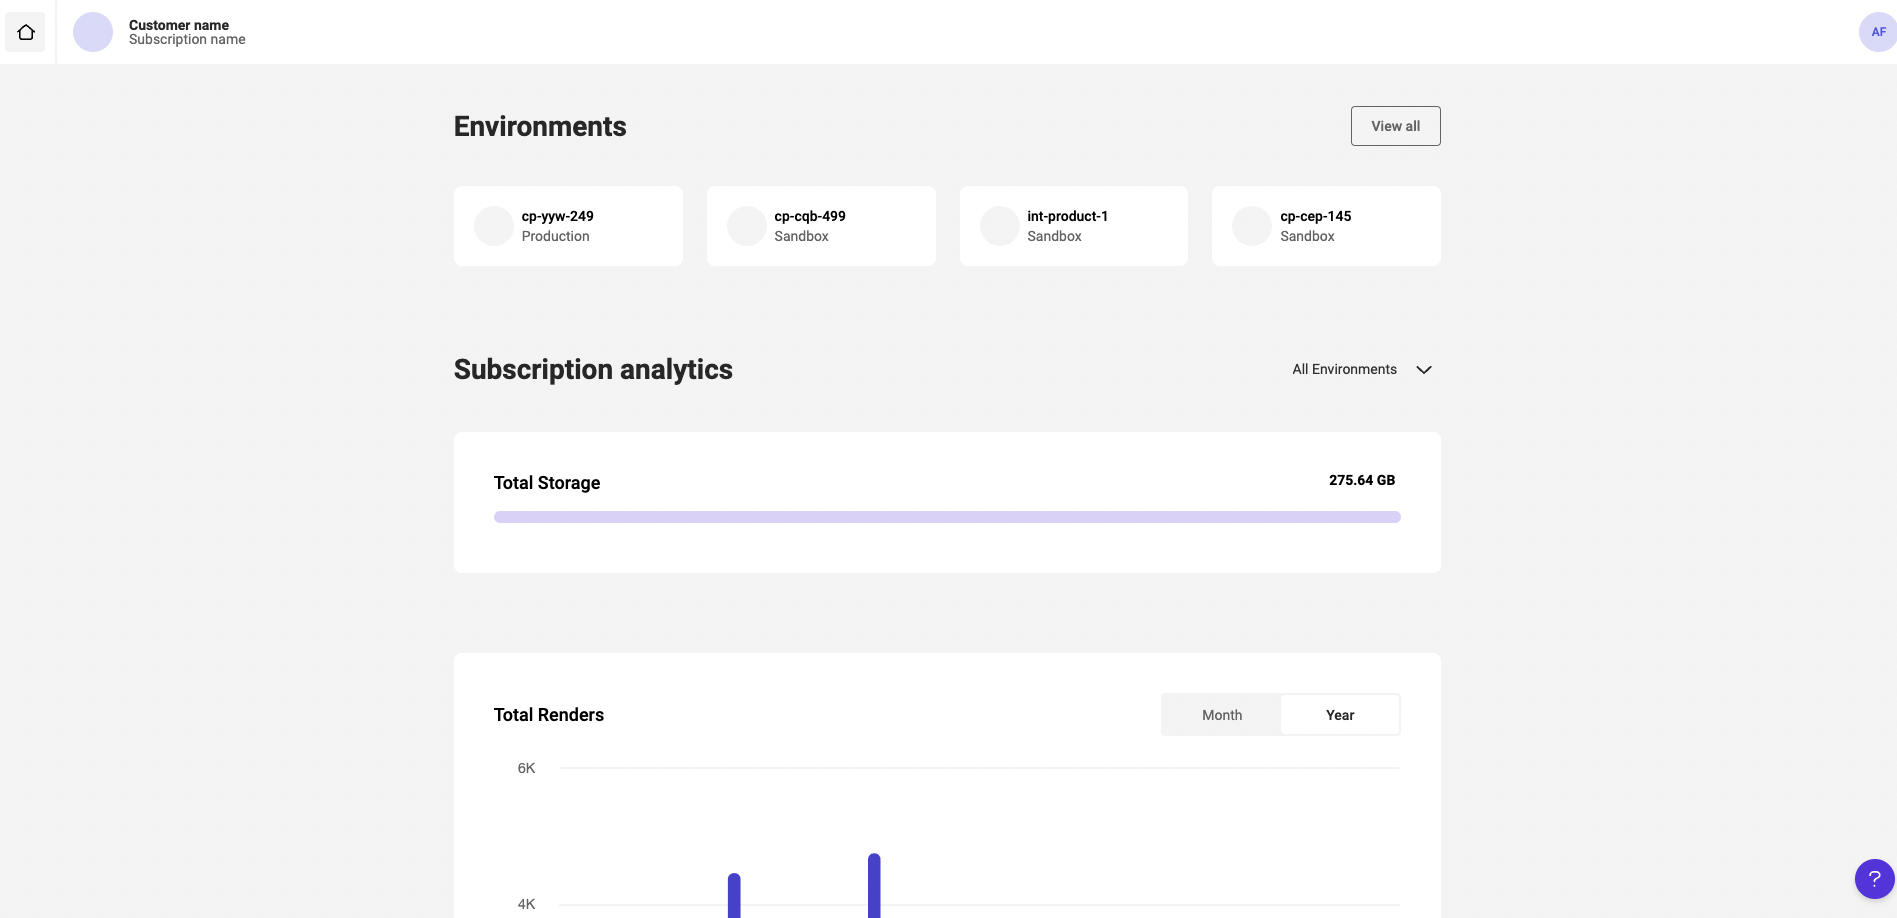 Customer name
Subscription name
AF
Environments
View all
cp-yyw-249
Production
cp-cqb-499
Sandbox
int-product-1
Sandbox
cp-cep-145
Sandbox
Subscription analytics
All Environments
Total Storage
275.64 GB
Total Renders
Month
Year
6K
4K
?